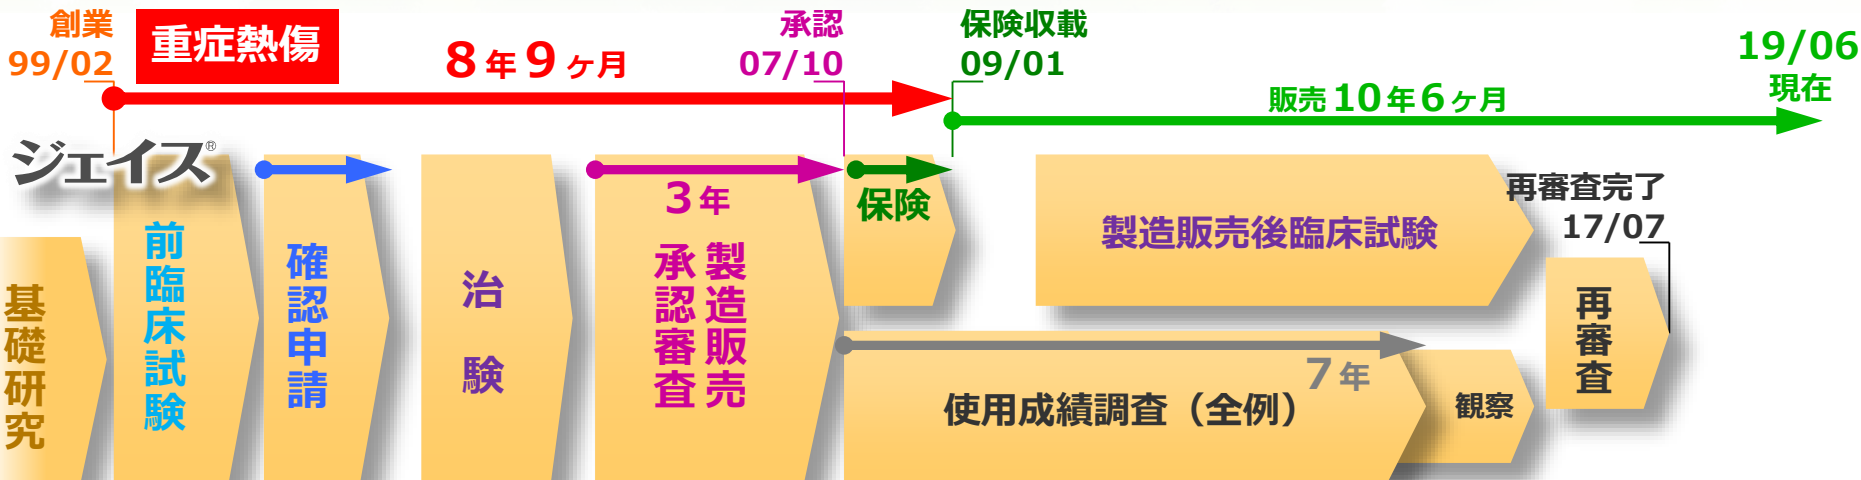 創業
99/02
重症熱傷
8年9ヶ月
承認
07/10
保険収載
09/01
販売10年6ヶ月
19/06
現在
ジェイス®
基礎研究
前臨床試験
確認申請
治験
3年
製造販売
承認審査
保険
製造販売後臨床試験
再審査完了
17/07
再審査
7年
使用成績調査（全例）
観察